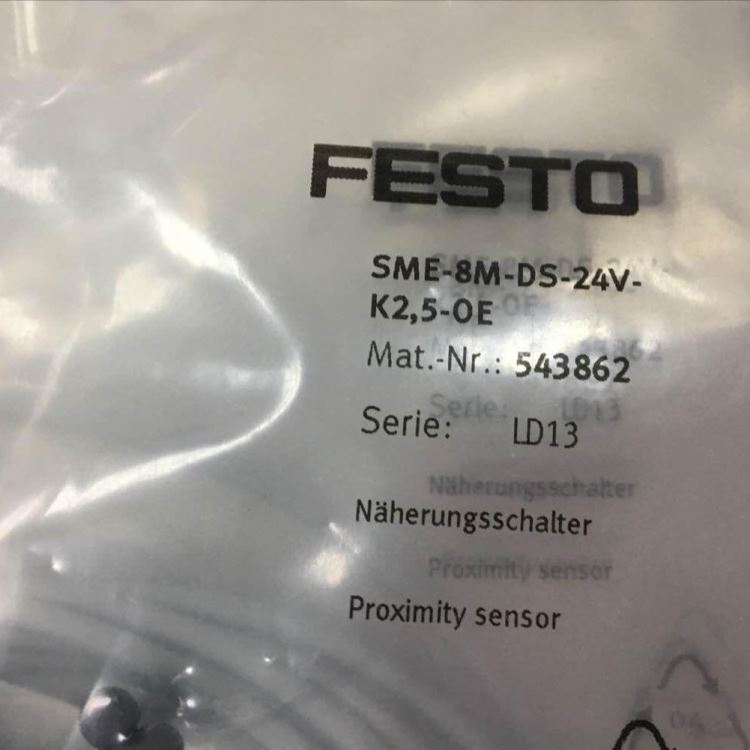 FESTO
SME-8M-DS-24V-
K2,5-OE
Mat.-Nr.: 543862
Serie: LD13
Näherungsschalter
Proximity sensor